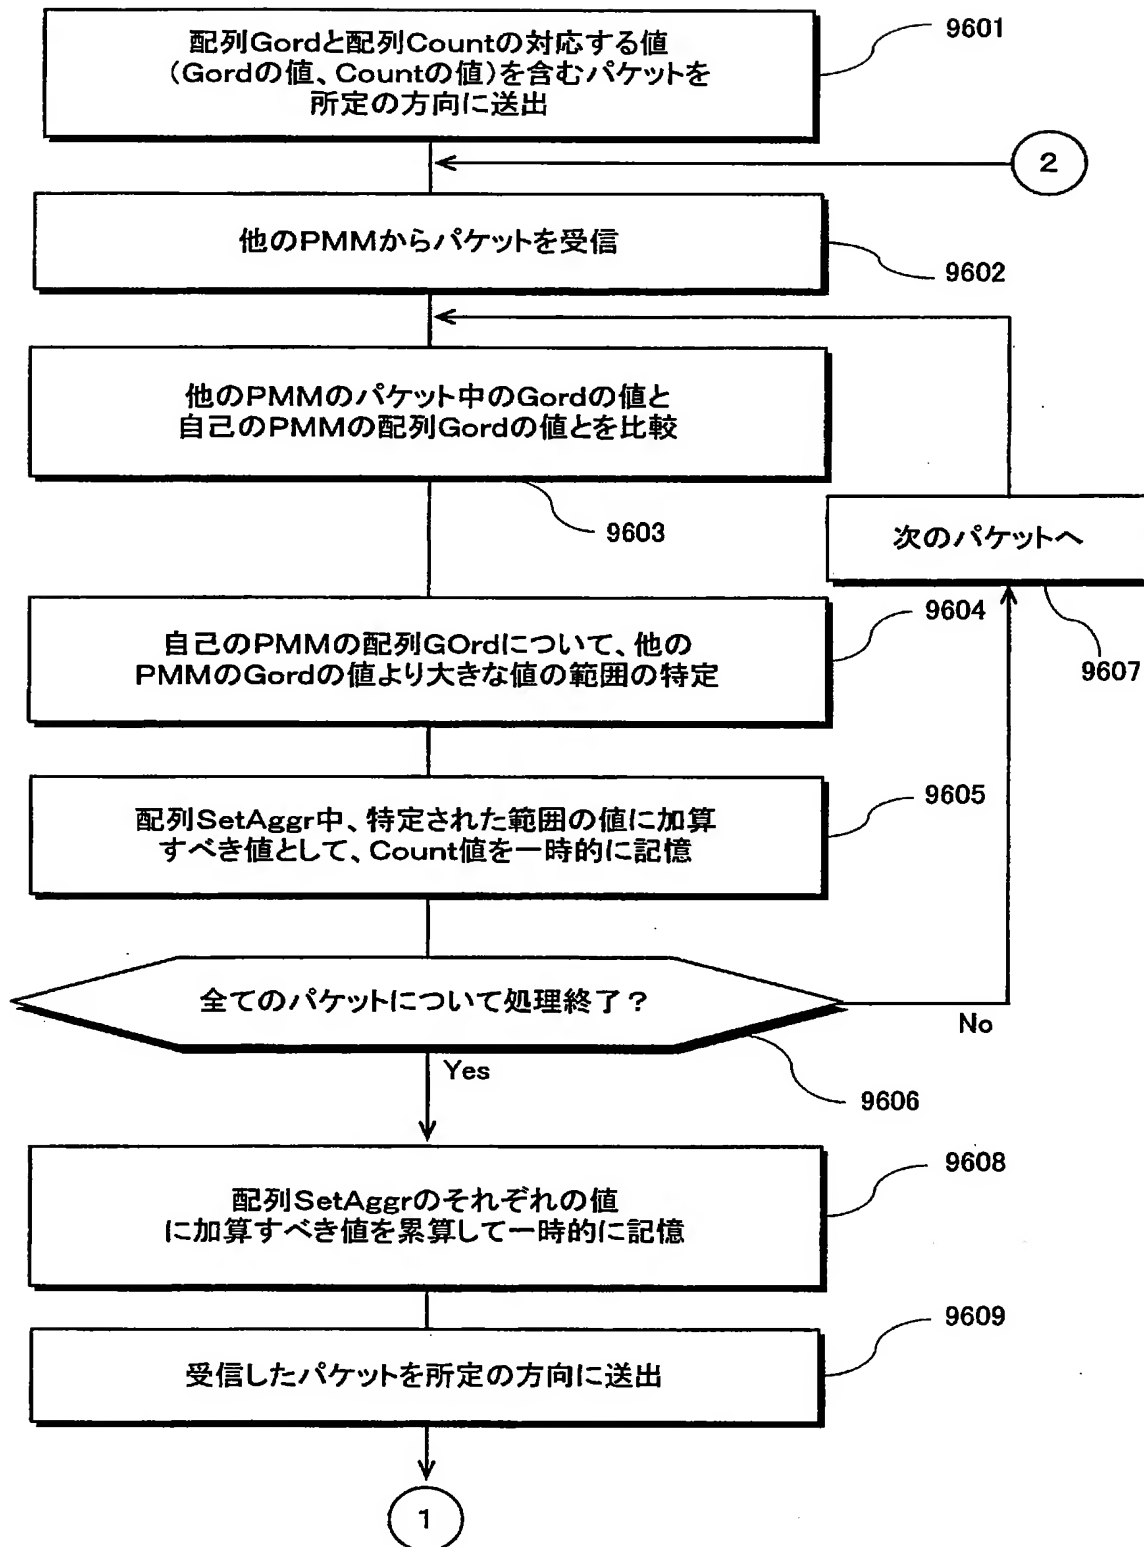 配列Gordと配列Countの対応する値
(Gordの値、Countの値)を含むパケットを
所定の方向に送出
9601
2
他のPMMからパケットを受信
9602
他のPMMのパケット中のGordの値と
自己のPMMの配列Gordの値とを比較
9603
次のパケットへ
9607
自己のPMMの配列GOrdについて、他の
PMMのGordの値より大きな値の範囲の特定
9604
配列SetAggr中、特定された範囲の値に加算
すべき値として、Count値を一時的に記憶
9605
全てのパケットについて処理終了?
No
Yes
9606
配列SetAggrのそれぞれの値
に加算すべき値を累算して一時的に記憶
9608
受信したパケットを所定の方向に送出
9609
1